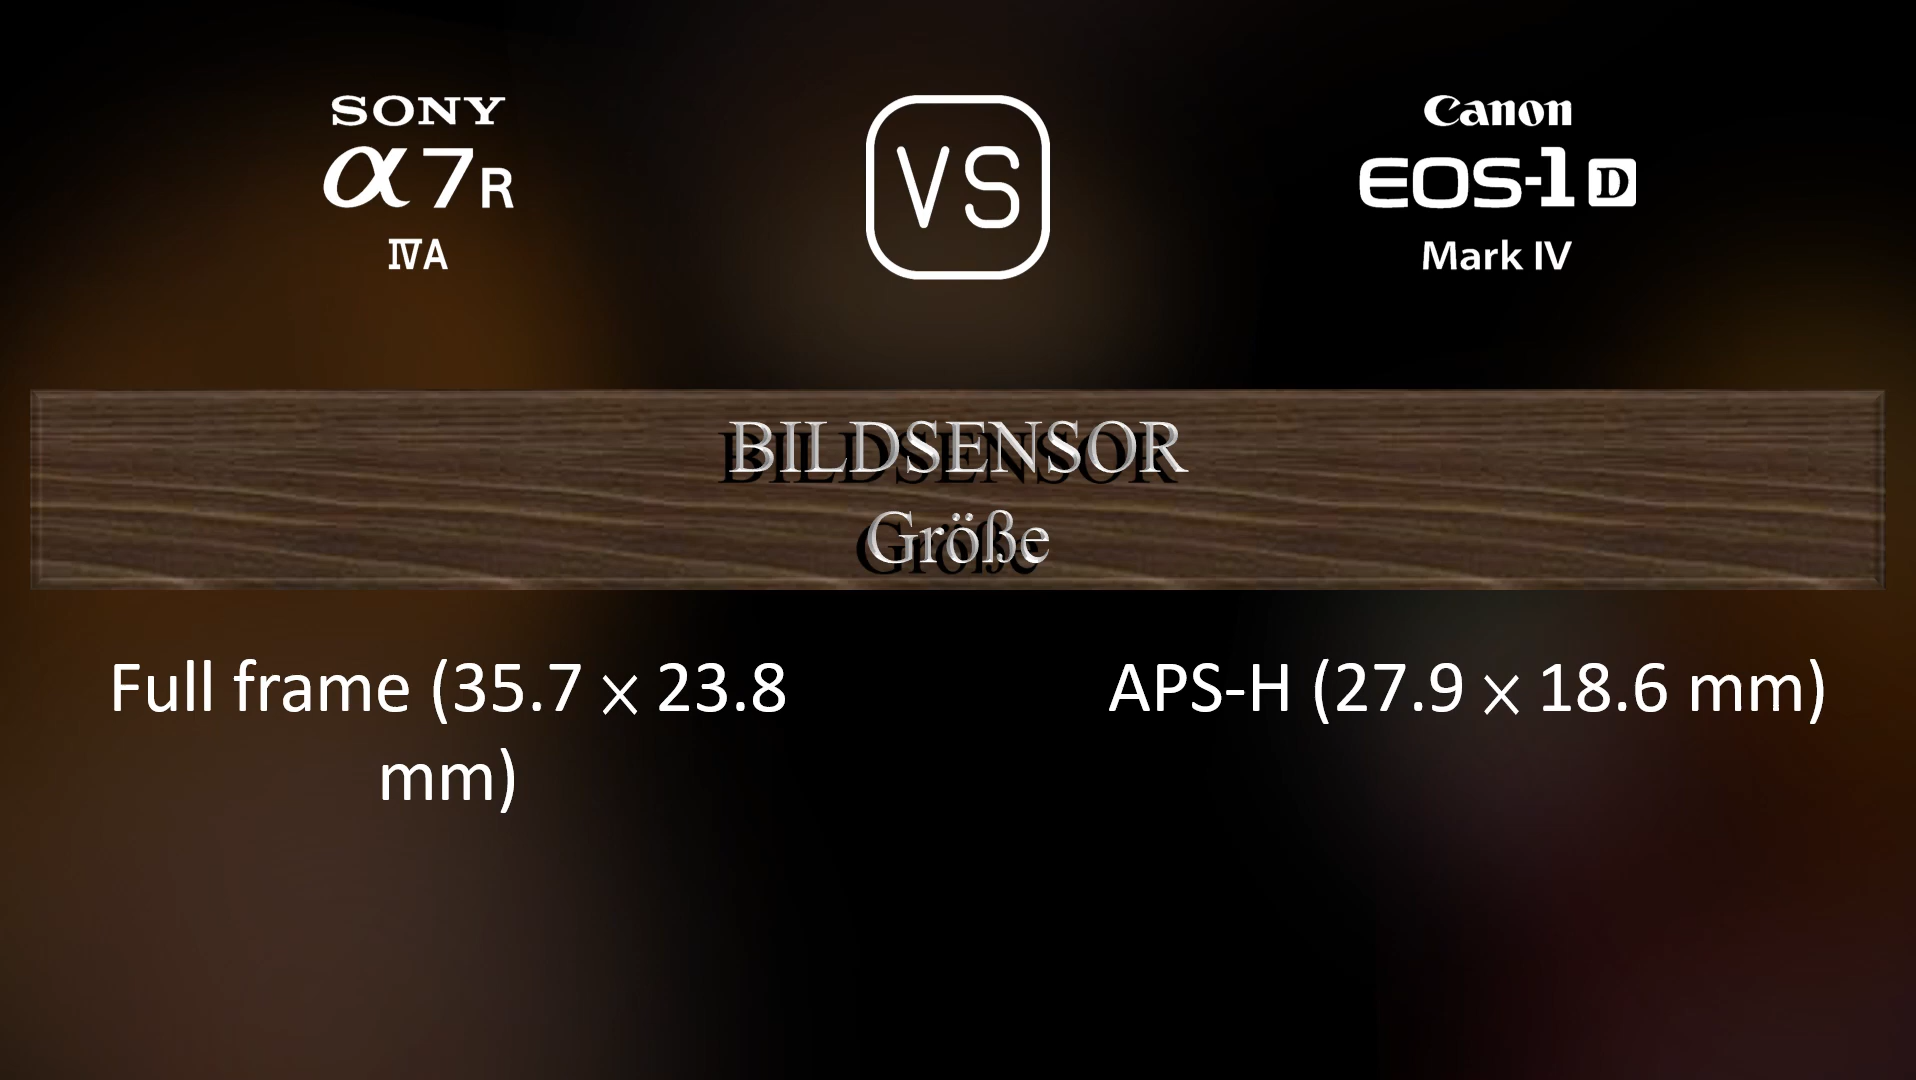 SONY
α7R
IVA
VS
Canon
EOS-1D
Mark IV
BILDSENSOR
Größe
Full frame (35.7 x 23.8
mm)
APS-H (27.9 x 18.6 mm)